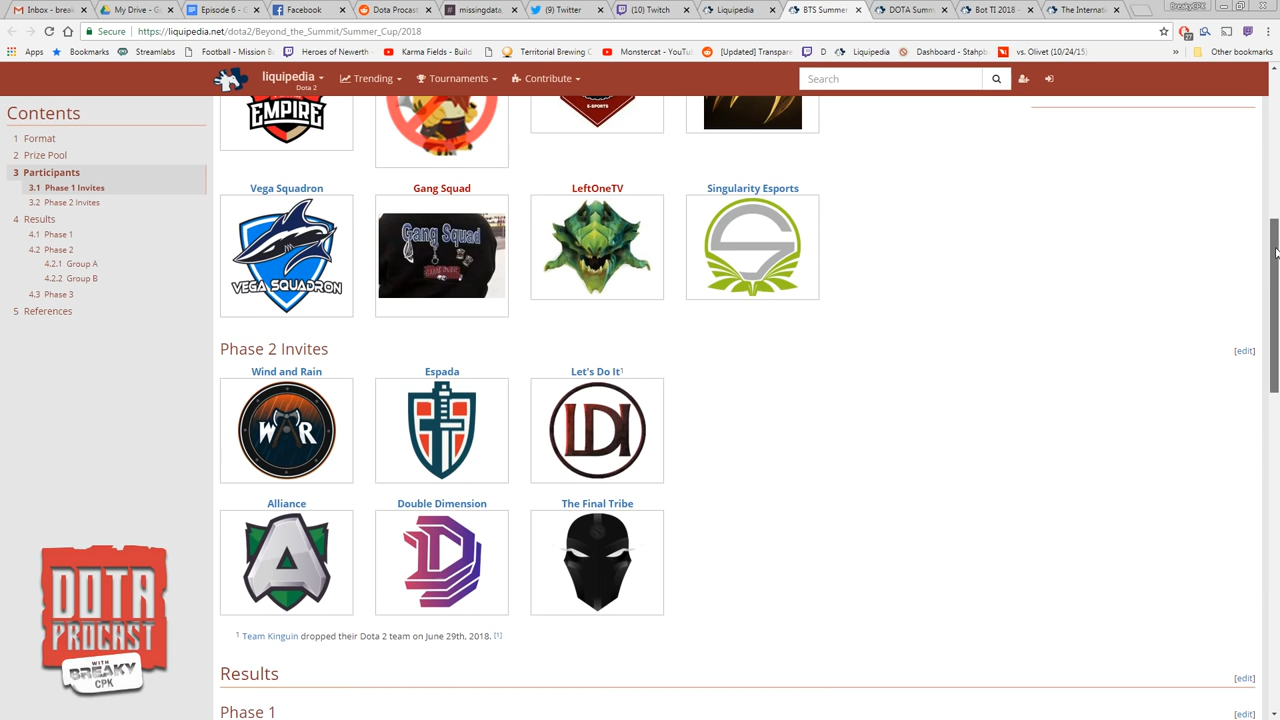 Inbox - break
My Drive - G
Episode 6 - C
Facebook
Dota Procast
missingdata
(9) Twitter
(10) Twitch
Liquipedia
BTS Summer
DOTA Summ
Bot TI 2018 -
The Internati
BreakyCPK
Secure
https://liquipedia.net/dota2/Beyond_the_Summit/Summer_Cup/2018
Apps
Bookmarks
Streamlabs
Football - Mission B
Heroes of Newerth
Karma Fields - Build
Territorial Brewing C
Monstercat - YouTu
[Updated] Transpare
D
Liquipedia
Dashboard - Stahpb
vs. Olivet (10/24/15)
»
Other bookmarks
liquipedia
Dota 2
Trending
Tournaments
Contribute
Search
Contents
1 Format
2 Prize Pool
3 Participants
3.1 Phase 1 Invites
3.2 Phase 2 Invites
4 Results
4.1 Phase 1
4.2 Phase 2
4.2.1 Group A
4.2.2 Group B
4.3 Phase 3
5 References
EMPIRE
E-SPORTS
Vega Squadron
Gang Squad
LeftOneTV
Singularity Esports
VEGA SQUADRON
Gang Squad
Phase 2 Invites
[edit]
Wind and Rain
Espada
Let's Do It¹
WAR
LDI
Alliance
Double Dimension
The Final Tribe
A
D
¹ Team Kinguin dropped their Dota 2 team on June 29th, 2018. [1]
Results
[edit]
Phase 1
[edit]
DOTA
PROCAST
WITH
BREAKY
CPK